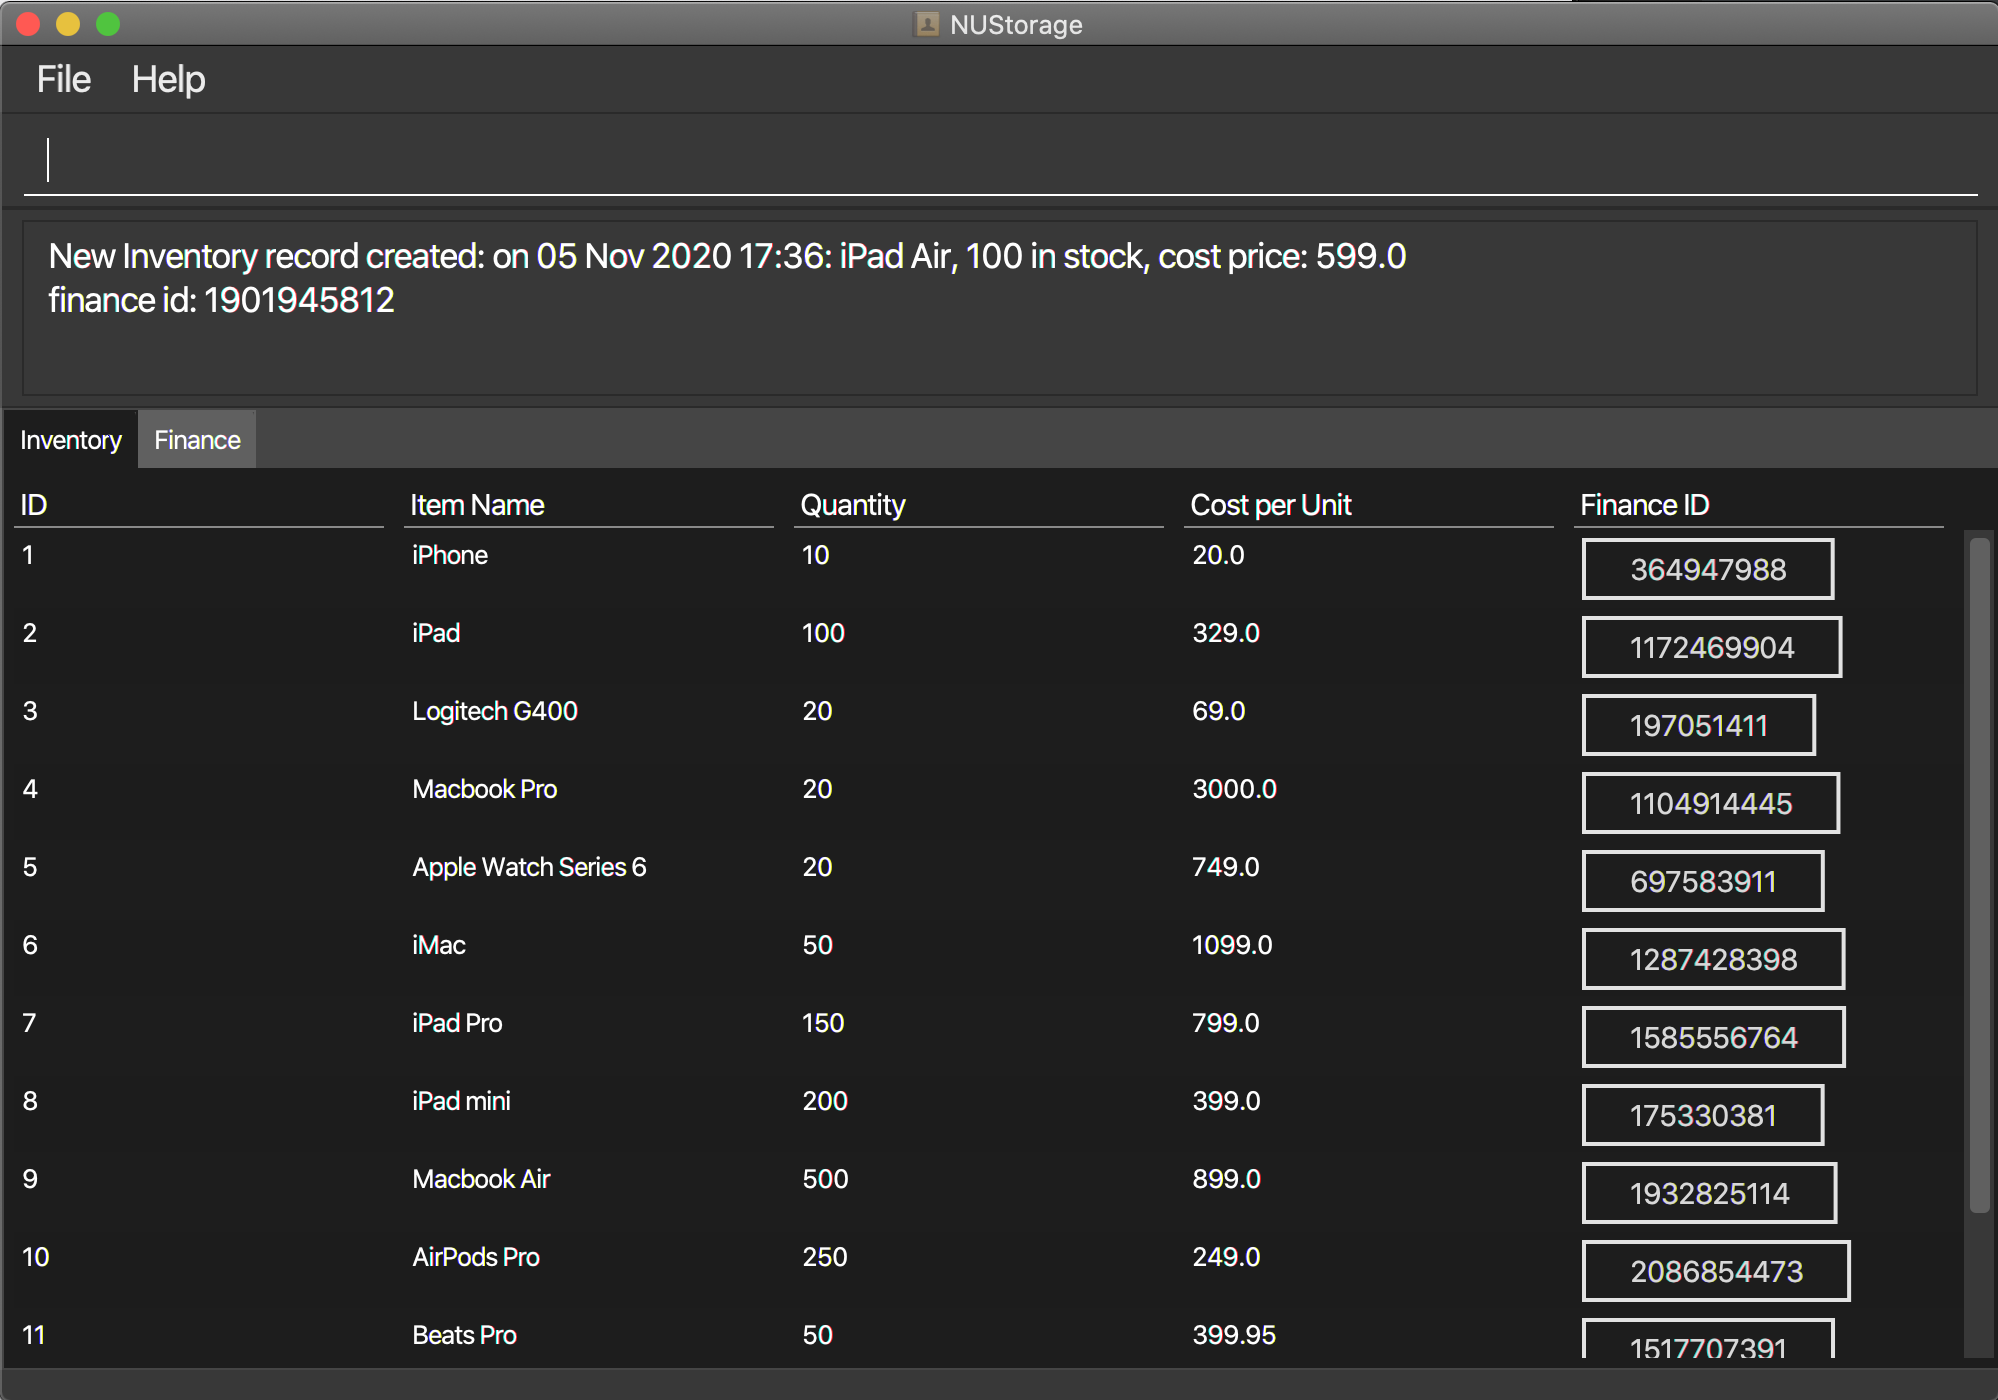 NUStorage
File Help
New Inventory record created: on 05 Nov 2020 17:36: iPad Air, 100 in stock, cost price: 599.0
finance id: 1901945812
Inventory Finance
ID Item Name Quantity Cost per Unit Finance ID
1 iPhone 10 20.0 364947988
2 iPad 100 329.0 1172469904
3 Logitech G400 20 69.0 197051411
4 Macbook Pro 20 3000.0 1104914445
5 Apple Watch Series 6 20 749.0 697583911
6 iMac 50 1099.0 1287428398
7 iPad Pro 150 799.0 1585556764
8 iPad mini 200 399.0 175330381
9 Macbook Air 500 899.0 1932825114
10 AirPods Pro 250 249.0 2086854473
11 Beats Pro 50 399.95 1517707391